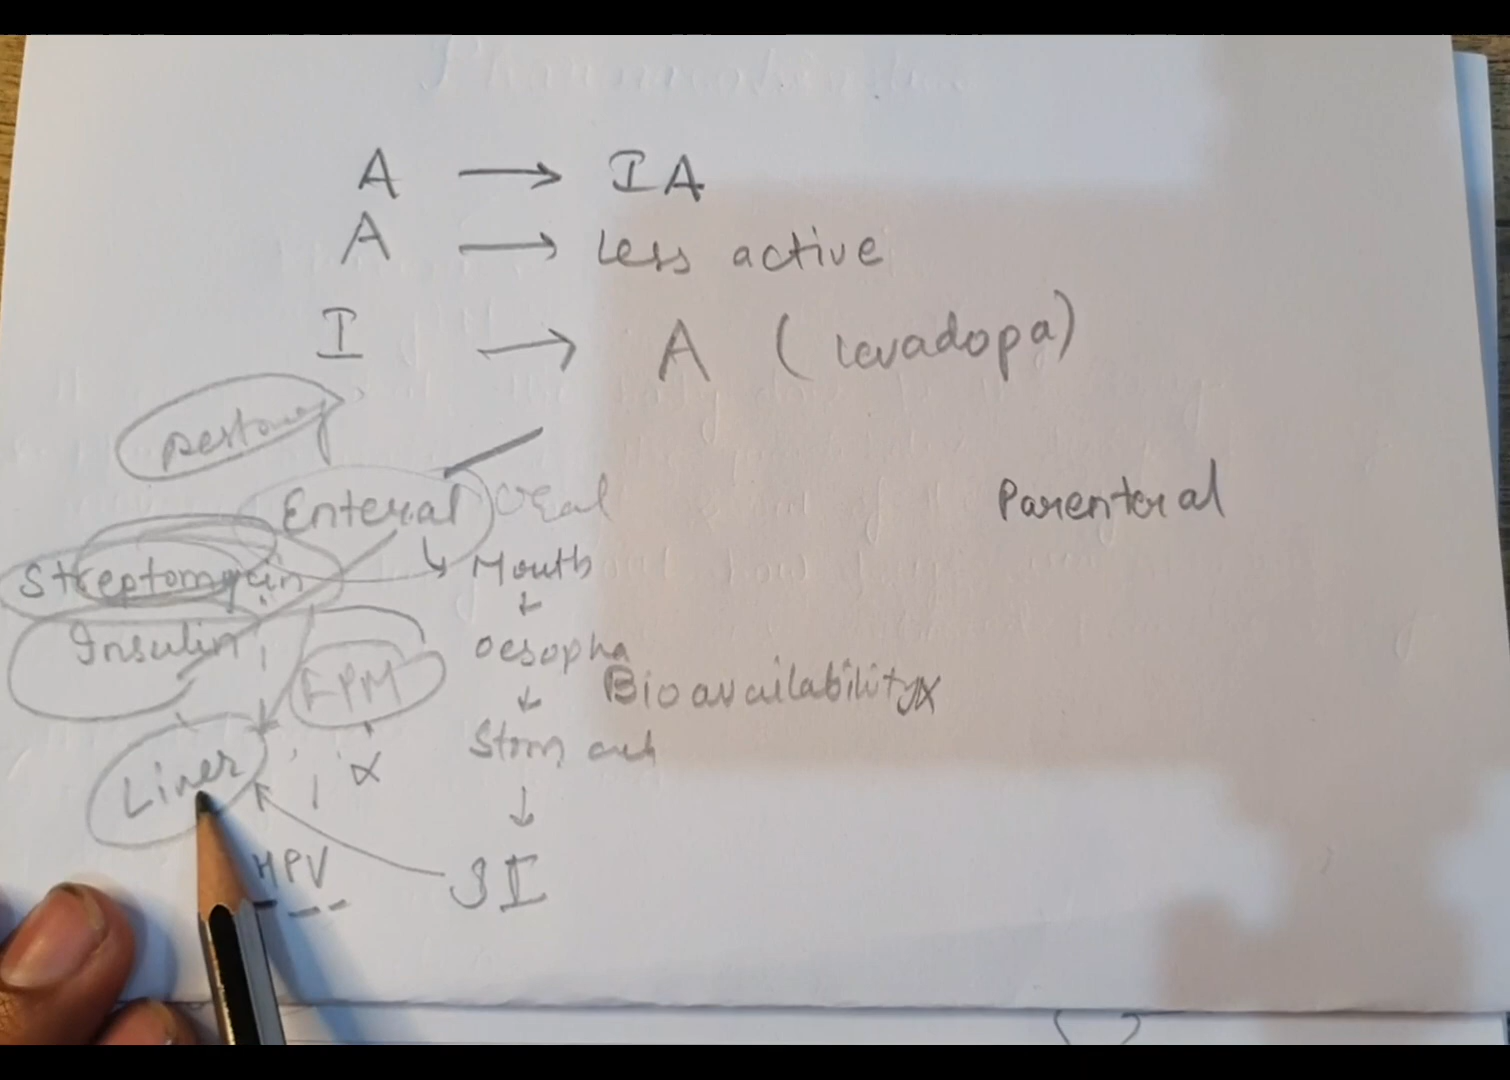 A → IA
A → Less active
I → A (levadopa)
Enteral Oral
Parenteral
Mouth
Streptomycin
Insulin
Oesopha
FPM
Bioavailability x
Stomach
Liver
HPV
SI